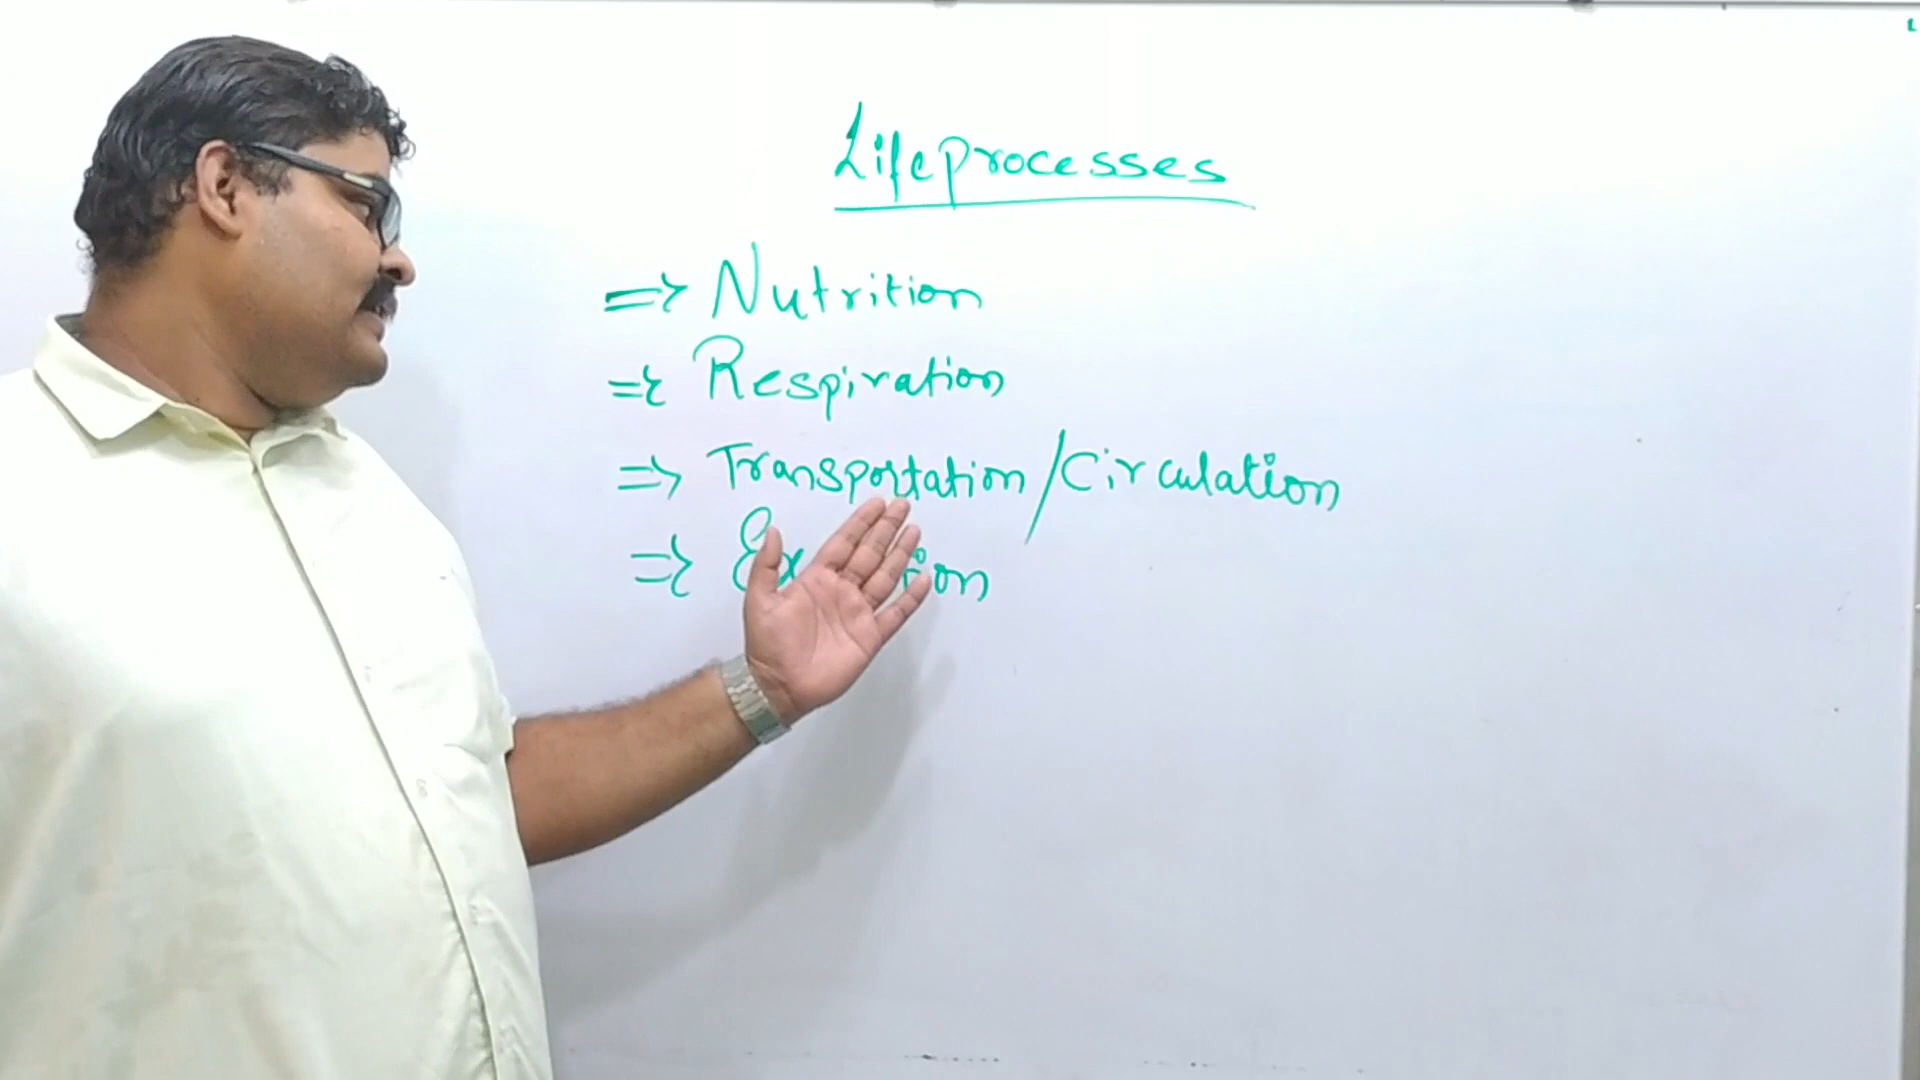 Lifeprocesses
=> Nutrition
=> Respiration
=> Transportation/Circulation
=>